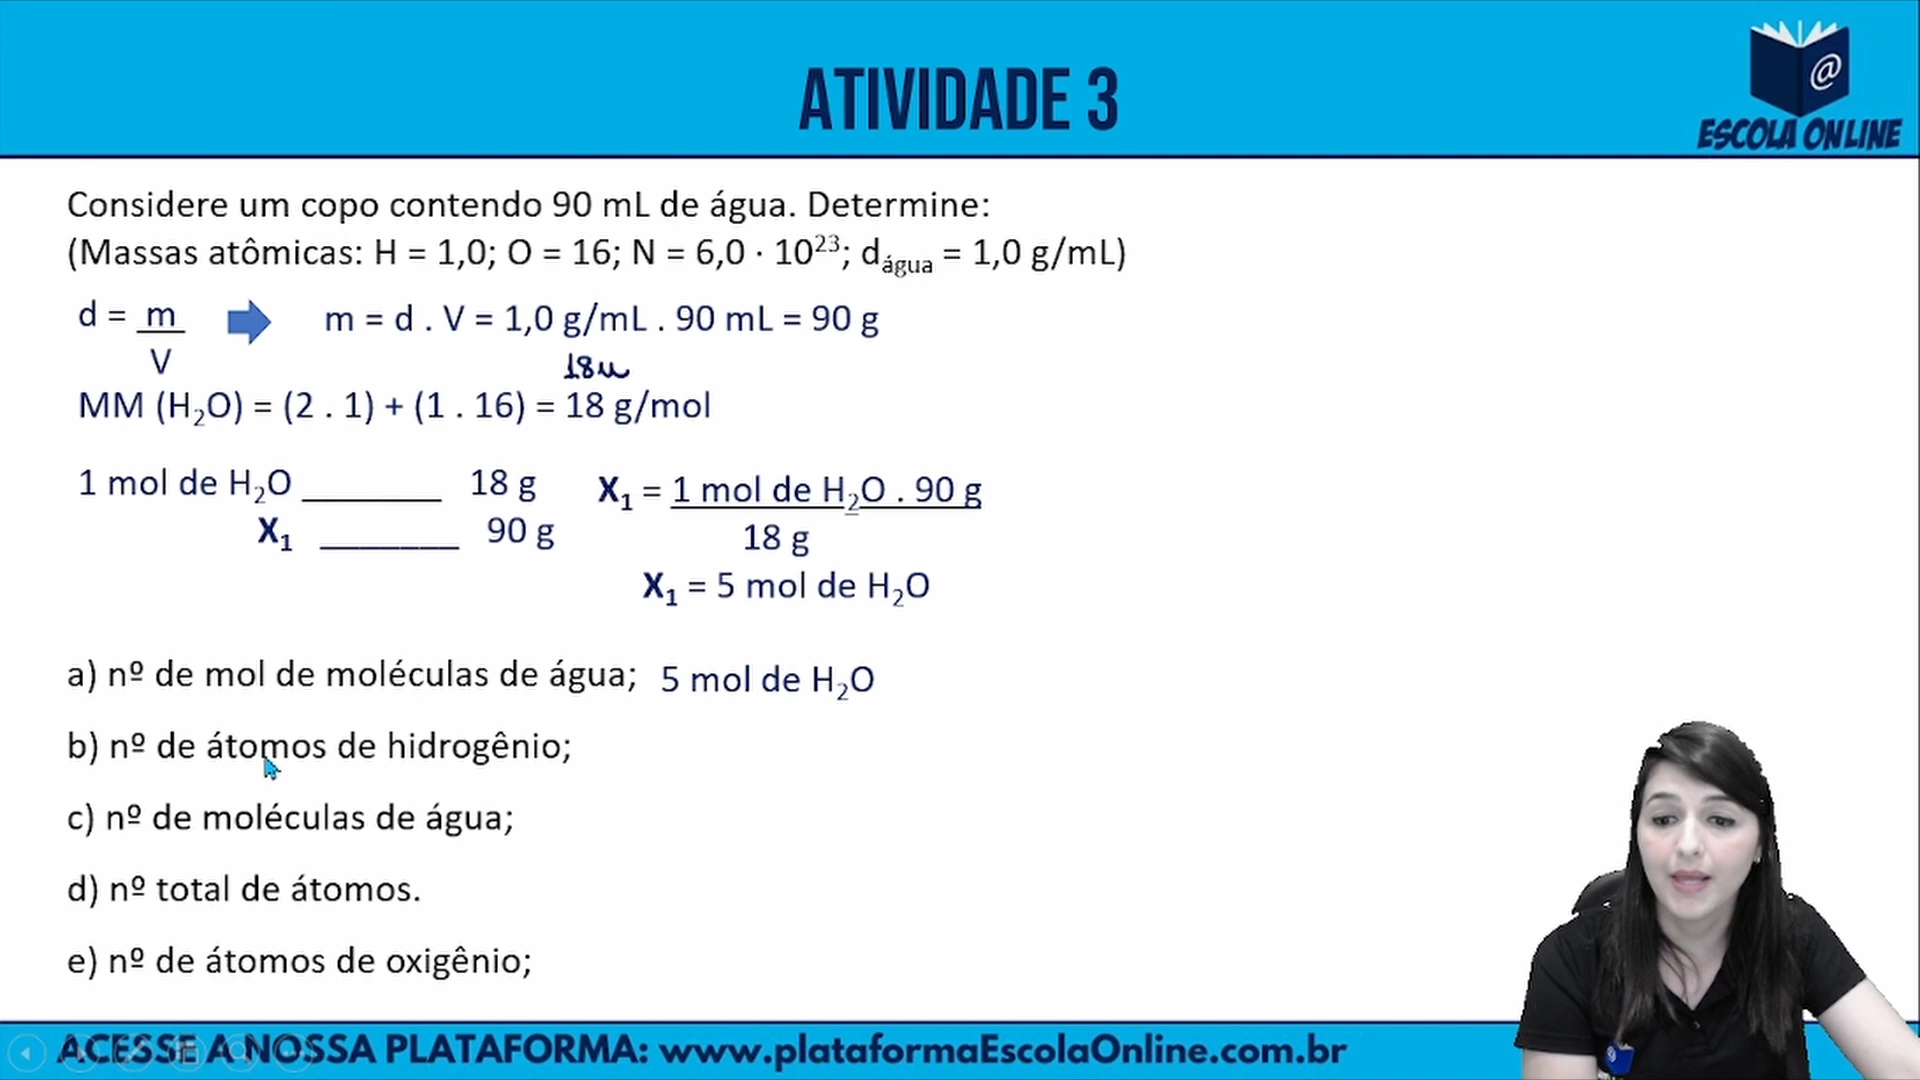 ATIVIDADE 3
@
ESCOLA ONLINE
Considere um copo contendo 90 mL de água. Determine:
(Massas atômicas: H = 1,0; O = 16; N = 6,0 · 10²³; dágua = 1,0 g/mL)
d = m
V
m = d . V = 1,0 g/mL . 90 mL = 90 g
18u
MM (H₂O) = (2 . 1) + (1 . 16) = 18 g/mol
1 mol de H₂O _______ 18 g
X₁ _______ 90 g
X₁ = 1 mol de H₂O . 90 g
18 g
X₁ = 5 mol de H₂O
a) nº de mol de moléculas de água; 5 mol de H₂O
b) nº de átomos de hidrogênio;
c) nº de moléculas de água;
d) nº total de átomos.
e) nº de átomos de oxigênio;
ACESSE A NOSSA PLATAFORMA: www.plataformaEscolaOnline.com.br